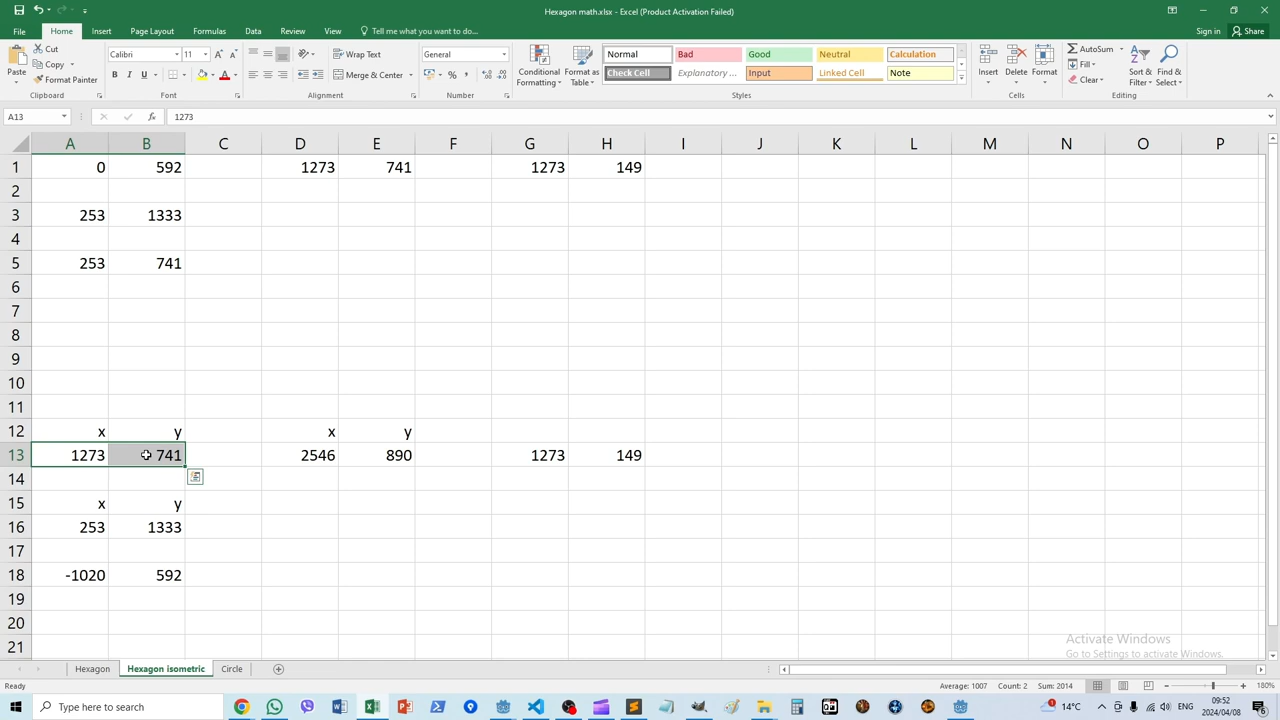 Hexagon math.xlsx - Excel (Product Activation Failed)
File Home Insert Page Layout Formulas Data Review View Tell me what you want to do... Sign in Share
Cut Calibri 11 Wrap Text General Normal Bad Good Neutral Calculation AutoSum
Copy Fill
Paste Format Painter B I U Merge & Center % Conditional Format as Check Cell Explanatory ... Input Linked Cell Note Insert Delete Format Clear Sort & Find &
Formatting Table Filter Select
Clipboard Font Alignment Number Styles Cells Editing
A13 fx 1273
A B C D E F G H I J K L M N O P
1 0 592 1273 741 1273 149
2
3 253 1333
4
5 253 741
6
7
8
9
10
11
12 x y x y
13 1273 741 2546 890 1273 149
14
15 x y
16 253 1333
17
18 -1020 592
19
20
21
Activate Windows
Go to Settings to activate Windows.
Hexagon Hexagon isometric Circle
Ready Average: 1007 Count: 2 Sum: 2014 180%
Type here to search 14°C ENG 09:52
2024/04/08